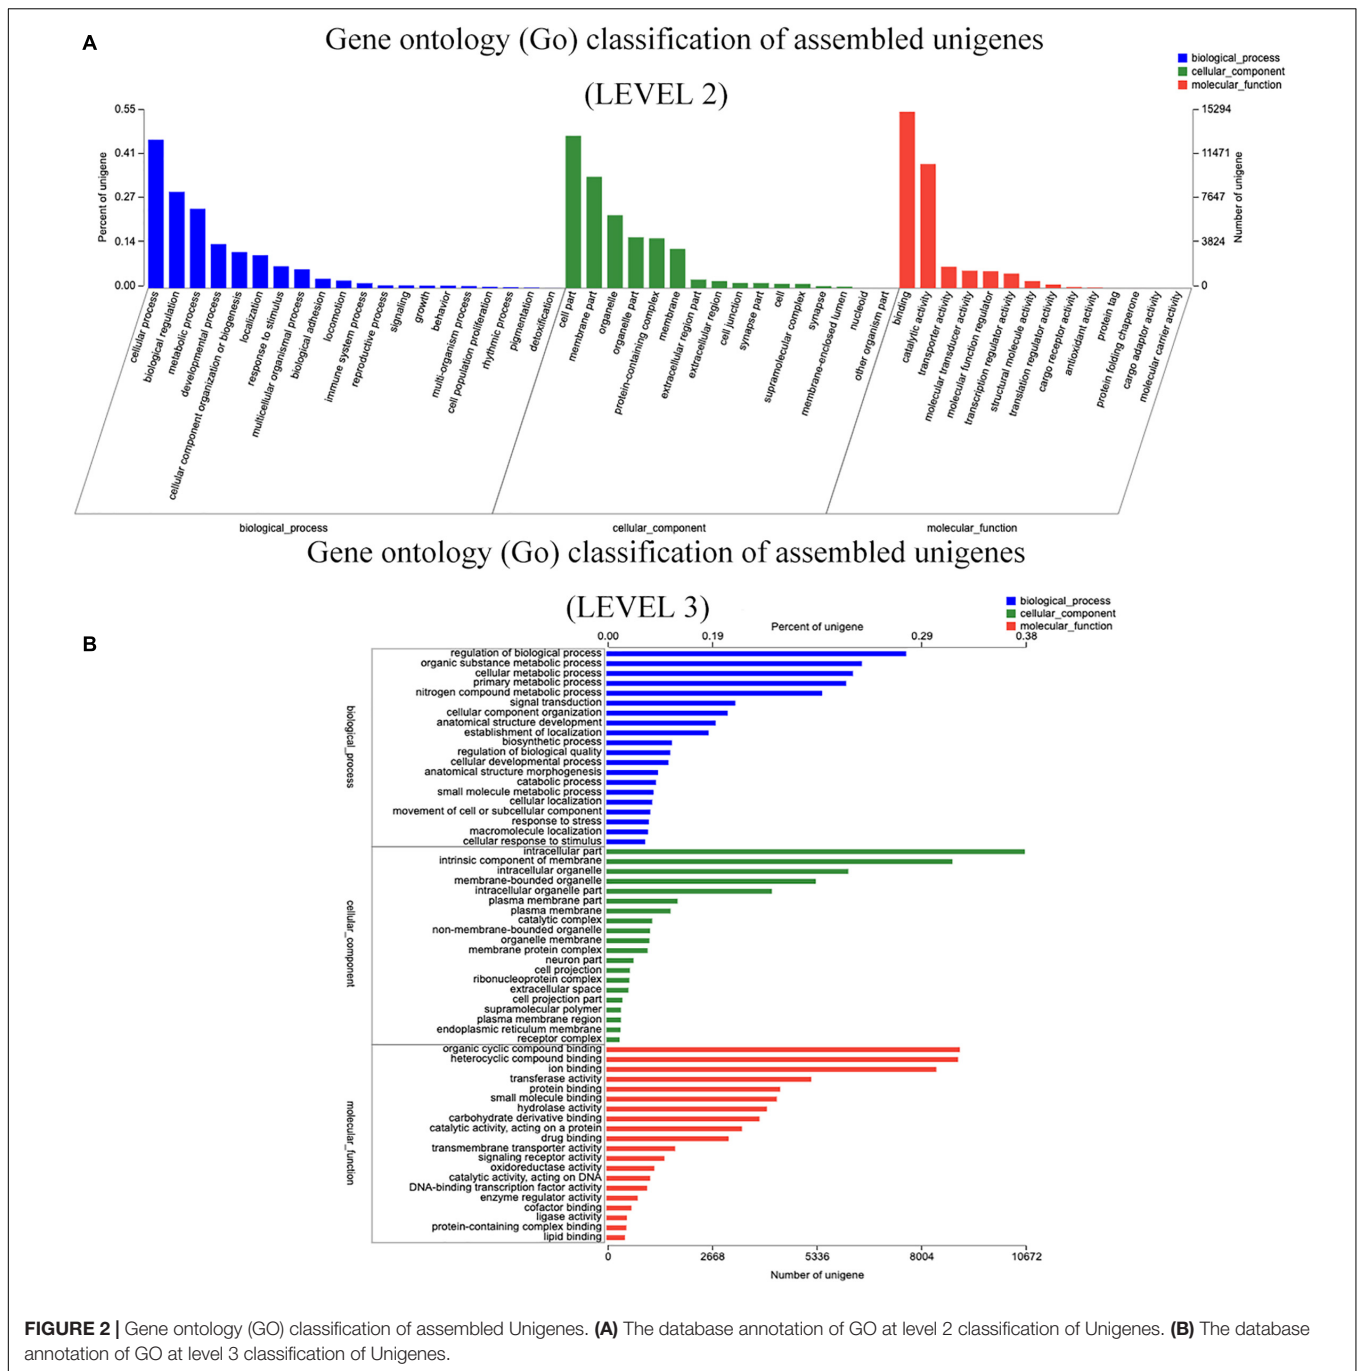 A
Gene ontology (Go) classification of assembled unigenes
(LEVEL 2)
biological_process
cellular_component
molecular_function
Percent of unigene
0.55
0.41
0.27
0.14
0.00
15294
11471
7647
3824
0
Number of unigene
cellular process
biological regulation
metabolic process
developmental process
cellular component organization or biogenesis
localization
response to stimulus
multicellular organismal process
biological adhesion
locomotion
immune system process
reproductive process
signaling
growth
behavior
multi-organism process
cell population proliferation
rhythmic process
pigmentation
detoxification
cell part
membrane part
organelle
organelle part
protein-containing complex
membrane
extracellular region part
extracellular region
cell junction
synapse part
cell
supramolecular complex
synapse
membrane-enclosed lumen
nucleoid
other organism part
binding
catalytic activity
transporter activity
molecular transducer activity
molecular function regulator
transcription regulator activity
structural molecule activity
translation regulator activity
cargo receptor activity
antioxidant activity
protein tag
protein folding chaperone
cargo adaptor activity
molecular carrier activity
biological_process
cellular_component
molecular_function
Gene ontology (Go) classification of assembled unigenes
(LEVEL 3)
biological_process
cellular_component
molecular_function
B
Percent of unigene
0.00
0.19
0.29
0.38
biological_process
regulation of biological process
organic substance metabolic process
cellular metabolic process
primary metabolic process
nitrogen compound metabolic process
signal transduction
cellular component organization
anatomical structure development
establishment of localization
biosynthetic process
regulation of biological quality
cellular developmental process
anatomical structure morphogenesis
catabolic process
small molecule metabolic process
cellular localization
movement of cell or subcellular component
response to stress
macromolecule localization
cellular response to stimulus
cellular_component
intracellular part
intrinsic component of membrane
intracellular organelle
membrane-bounded organelle
intracellular organelle part
plasma membrane part
plasma membrane
catalytic complex
non-membrane-bounded organelle
organelle membrane
membrane protein complex
neuron part
cell projection
ribonucleoprotein complex
extracellular space
cell projection part
supramolecular polymer
plasma membrane region
endoplasmic reticulum membrane
receptor complex
molecular_function
organic cyclic compound binding
heterocyclic compound binding
ion binding
transferase activity
protein binding
small molecule binding
hydrolase activity
carbohydrate derivative binding
catalytic activity, acting on a protein
drug binding
transmembrane transporter activity
signaling receptor activity
oxidoreductase activity
catalytic activity, acting on DNA
DNA-binding transcription factor activity
enzyme regulator activity
cofactor binding
ligase activity
protein-containing complex binding
lipid binding
0
2668
5336
8004
10672
Number of unigene
FIGURE 2 | Gene ontology (GO) classification of assembled Unigenes. (A) The database annotation of GO at level 2 classification of Unigenes. (B) The database
annotation of GO at level 3 classification of Unigenes.